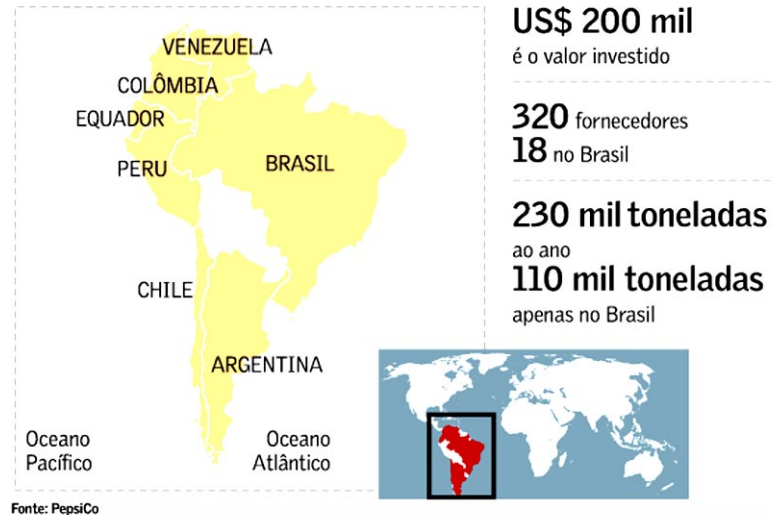 VENEZUELA
COLÔMBIA
EQUADOR
PERU
BRASIL
CHILE
ARGENTINA
Oceano
Pacífico
Oceano
Atlântico
US$ 200 mil
é o valor investido
320 fornecedores
18 no Brasil
230 mil toneladas
ao ano
110 mil toneladas
apenas no Brasil
Fonte: PepsiCo